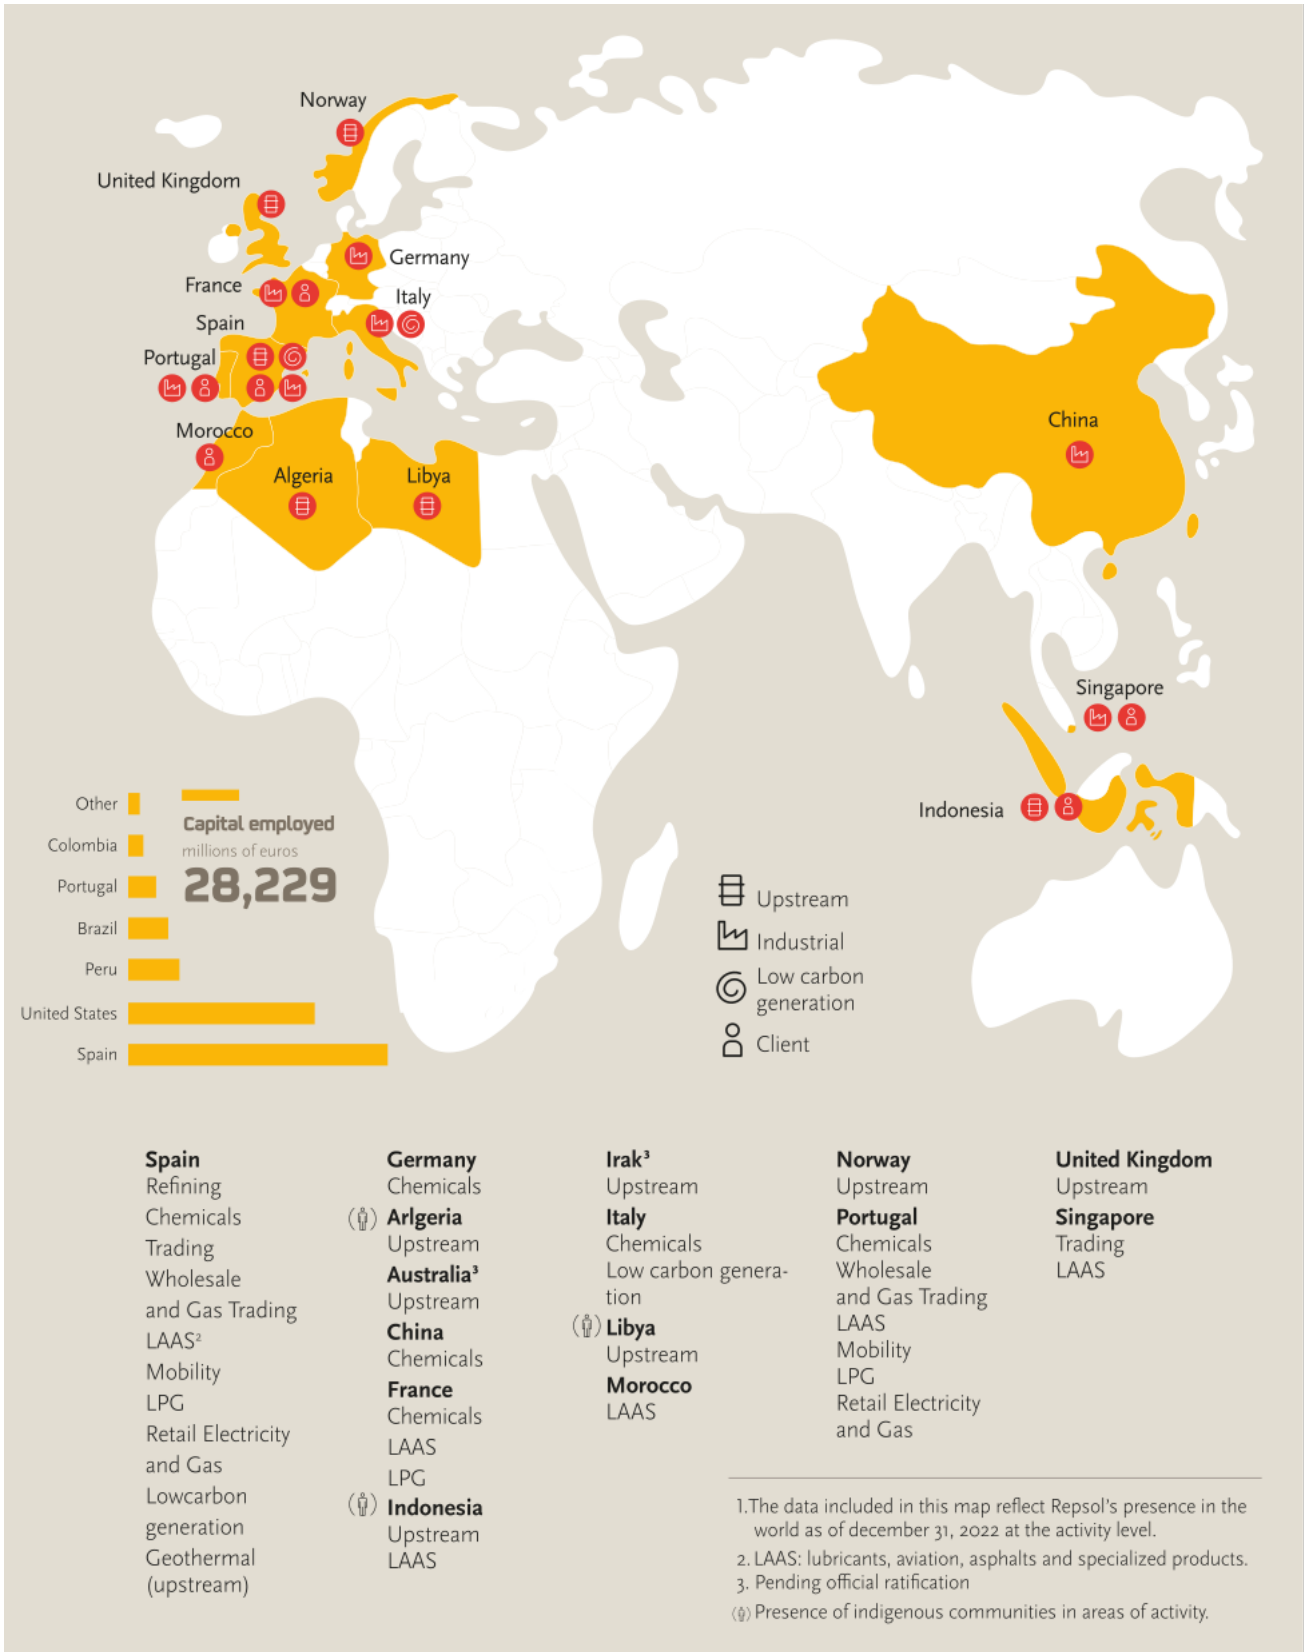 Norway
United Kingdom
Germany
France
Italy
Spain
Portugal
Morocco
Algeria
Libya
China
Singapore
Indonesia
Other
Colombia
Portugal
Brazil
Peru
United States
Spain
Capital employed
millions of euros
28,229
Upstream
Industrial
Low carbon
generation
Client
Spain
Refining
Chemicals
Trading
Wholesale
and Gas Trading
LAAS²
Mobility
LPG
Retail Electricity
and Gas
Lowcarbon
generation
Geothermal
(upstream)
Germany
Chemicals
Arlgeria
Upstream
Australia³
Upstream
China
Chemicals
France
Chemicals
LAAS
LPG
Indonesia
Upstream
LAAS
Irak³
Upstream
Italy
Chemicals
Low carbon genera-
tion
Libya
Upstream
Morocco
LAAS
Norway
Upstream
Portugal
Chemicals
Wholesale
and Gas Trading
LAAS
Mobility
LPG
Retail Electricity
and Gas
United Kingdom
Upstream
Singapore
Trading
LAAS
1.The data included in this map reflect Repsol's presence in the
world as of december 31, 2022 at the activity level.
2. LAAS: lubricants, aviation, asphalts and specialized products.
3. Pending official ratification
Presence of indigenous communities in areas of activity.